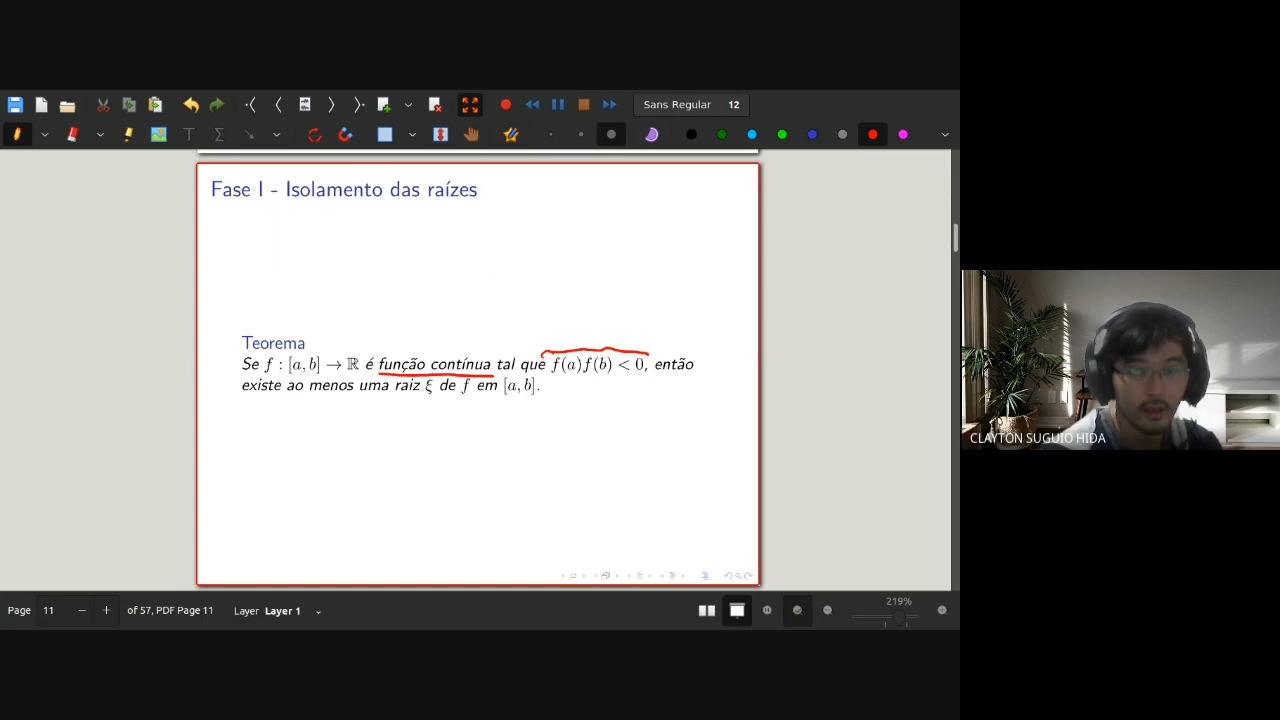 Sans Regular 12
Fase I - Isolamento das raízes
Teorema
Se f : [a, b] → ℝ é função contínua tal que f(a)f(b) < 0, então
existe ao menos uma raiz ξ de f em [a, b].
CLAYTON SUGUIO HIDA
Page 11 of 57, PDF Page 11 Layer Layer 1 219%